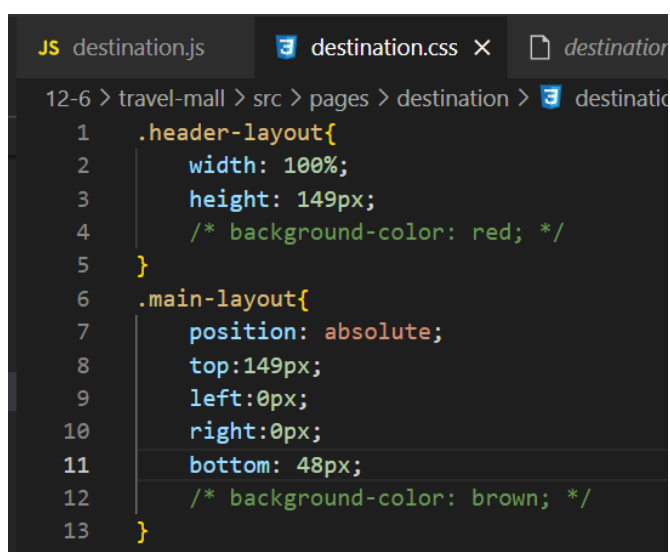 JS destination.js destination.css × destination
12-6 > travel-mall > src > pages > destination > destinatio
1 .header-layout{
2 width: 100%;
3 height: 149px;
4 /* background-color: red; */
5 }
6 .main-layout{
7 position: absolute;
8 top:149px;
9 left:0px;
10 right:0px;
11 bottom: 48px;
12 /* background-color: brown; */
13 }